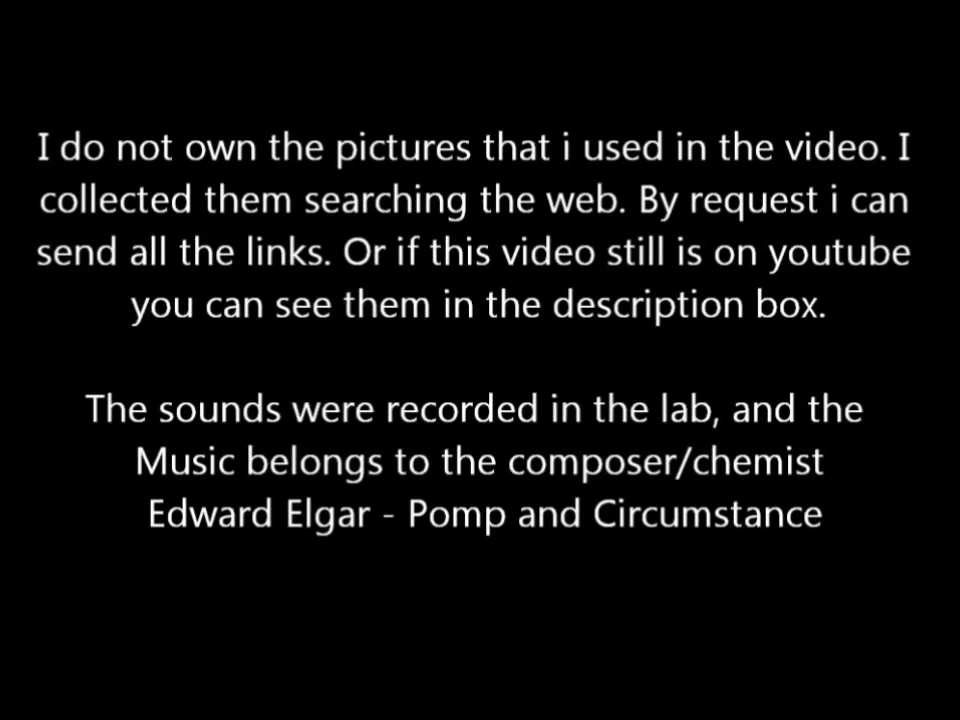 I do not own the pictures that i used in the video. I
collected them searching the web. By request i can
send all the links. Or if this video still is on youtube
you can see them in the description box.
The sounds were recorded in the lab, and the
Music belongs to the composer/chemist
Edward Elgar - Pomp and Circumstance